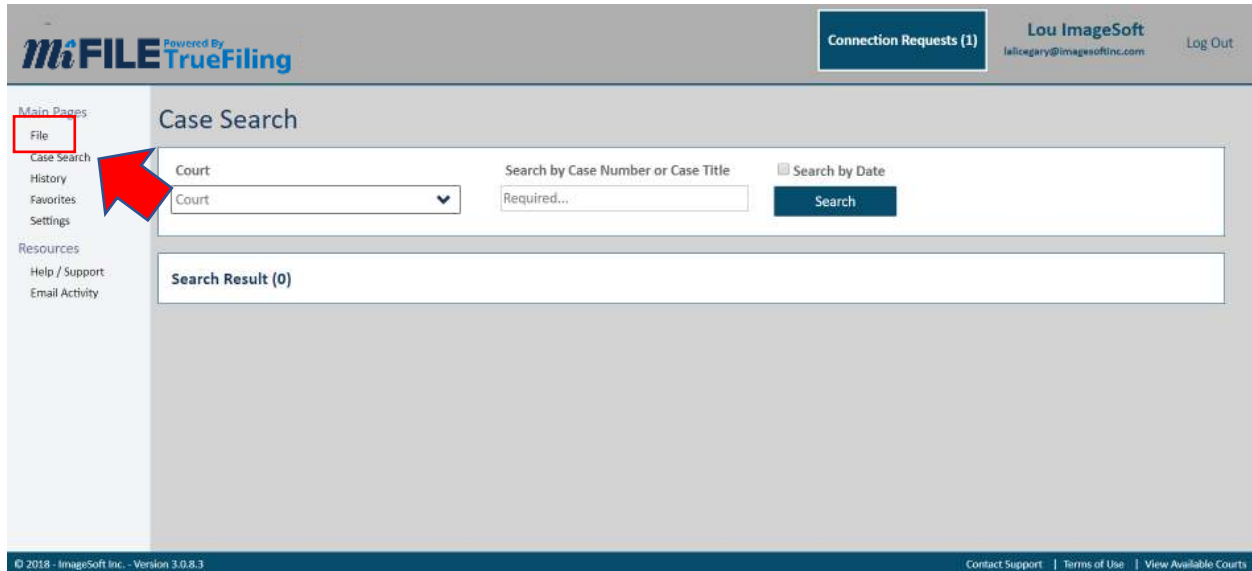 MiFILE Powered By TrueFiling
Connection Requests (1)
Lou ImageSoft
lalicegary@imagesoftinc.com
Log Out
Main Pages
File
Case Search
History
Favorites
Settings
Resources
Help / Support
Email Activity
Case Search
Court
Court
Search by Case Number or Case Title
Required...
Search by Date
Search
Search Result (0)
© 2018 - ImageSoft Inc. - Version 3.0.8.3
Contact Support | Terms of Use | View Available Courts